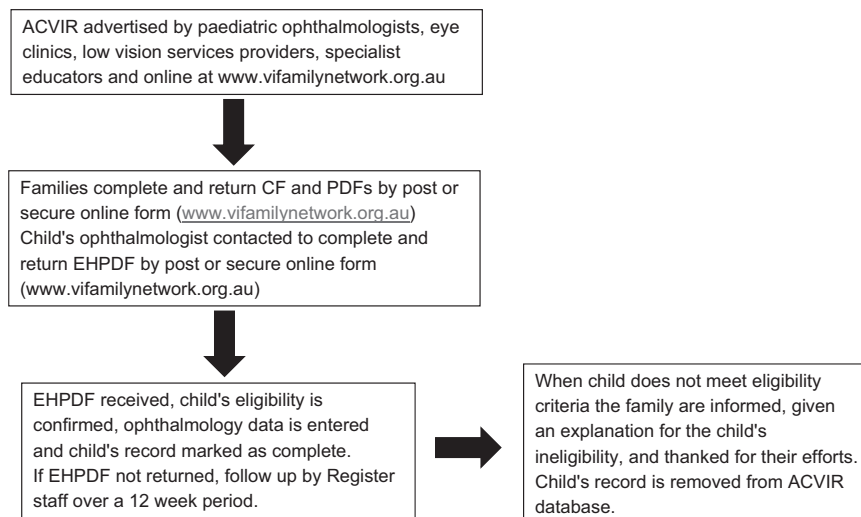 ACVIR advertised by paediatric ophthalmologists, eye
clinics, low vision services providers, specialist
educators and online at www.vifamilynetwork.org.au
Families complete and return CF and PDFs by post or
secure online form (www.vifamilynetwork.org.au)
Child's ophthalmologist contacted to complete and
return EHPDF by post or secure online form
(www.vifamilynetwork.org.au)
EHPDF received, child's eligibility is
confirmed, ophthalmology data is entered
and child's record marked as complete.
If EHPDF not returned, follow up by Register
staff over a 12 week period.
When child does not meet eligibility
criteria the family are informed, given
an explanation for the child's
ineligibility, and thanked for their efforts.
Child's record is removed from ACVIR
database.